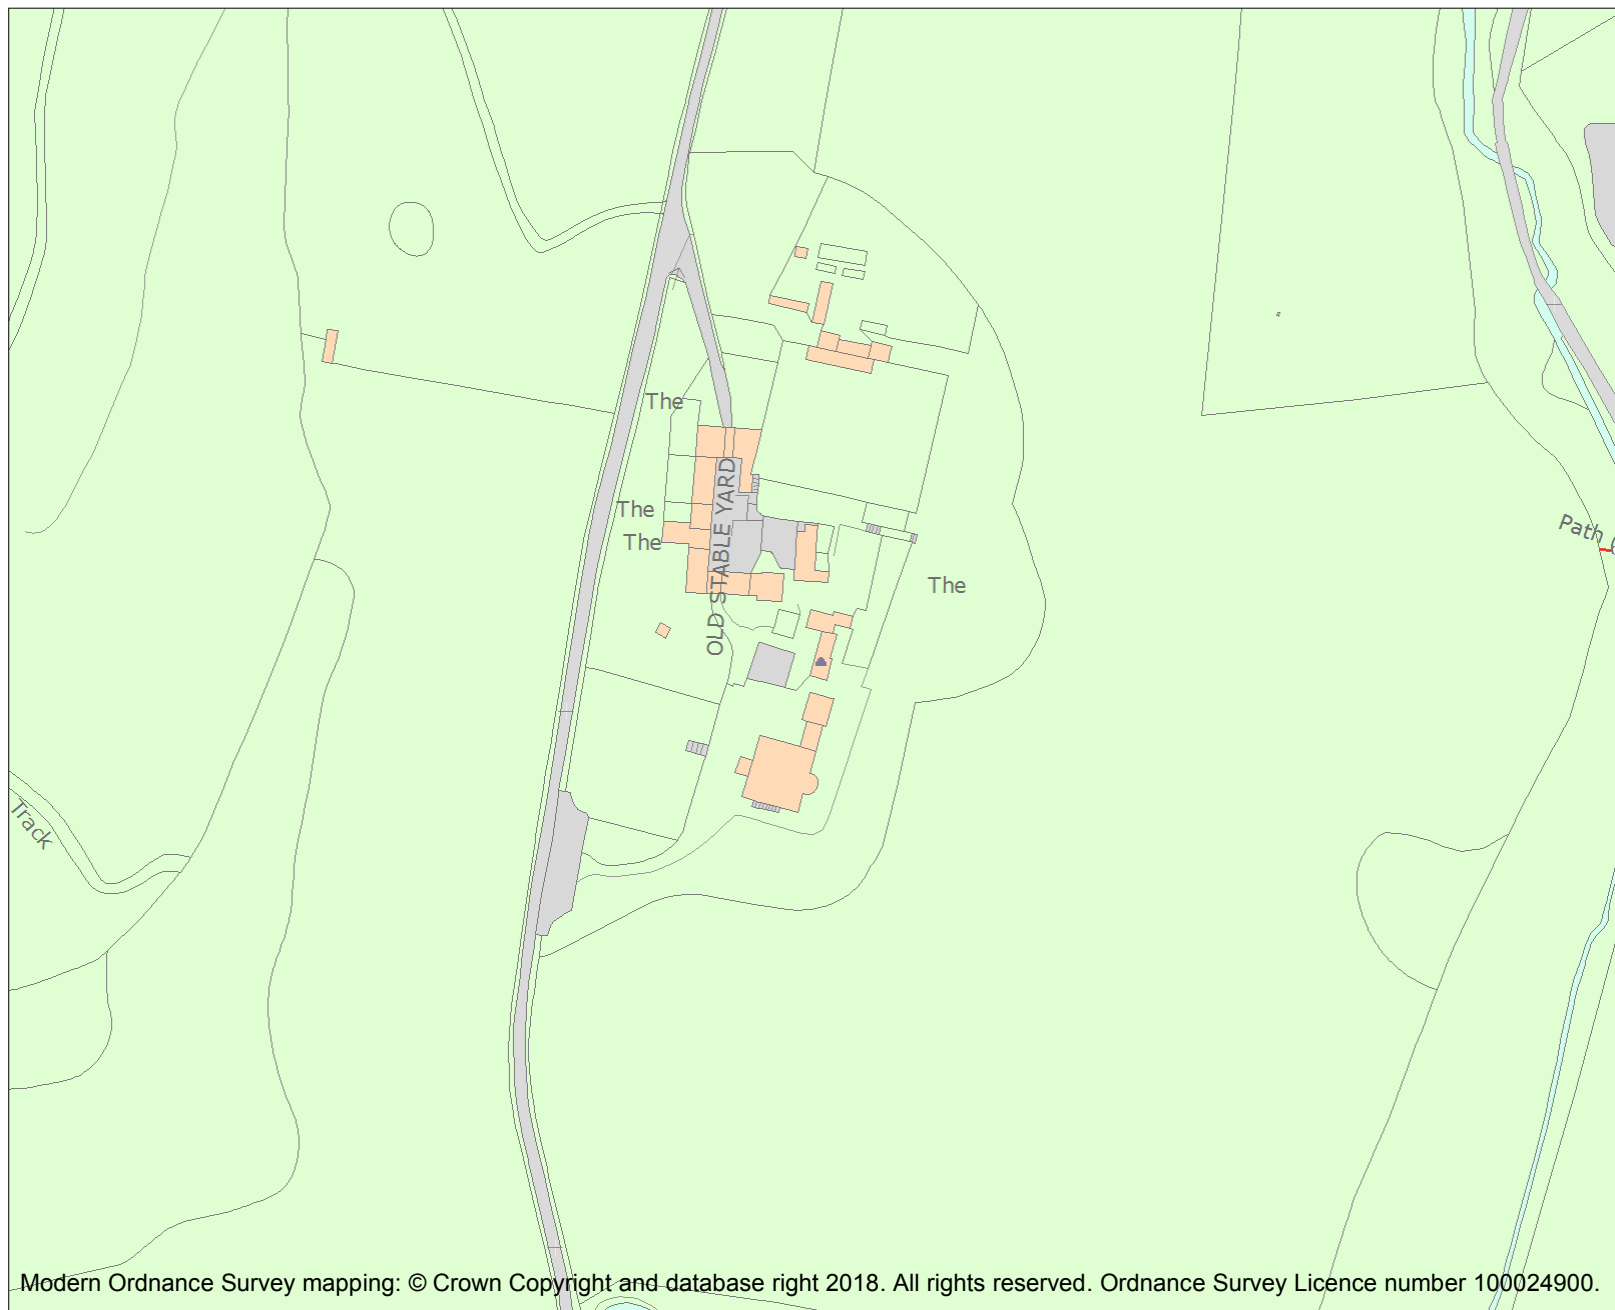 The
The
The
OLD STABLE YARD
The
Path
Track
Modern Ordnance Survey mapping: © Crown Copyright and database right 2018. All rights reserved. Ordnance Survey Licence number 100024900.